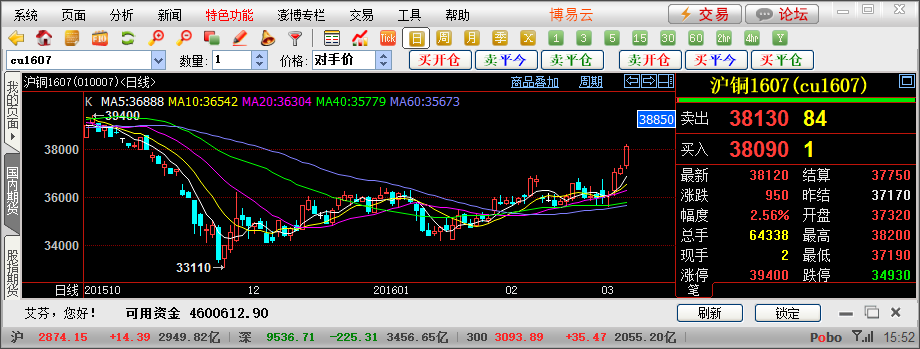 系统 页面 分析 新闻 特色功能 澎博专栏 交易 工具 帮助 博易云 交易 论坛
Tick 日 周 月 季 年 N X 1 3 5 15 30 60 2hr 4hr
cu1607 数量: 1 价格: 对手价 买开仓 卖平今 卖平仓 卖开仓 买平今 买平仓
我的页面
国内期货
股指期货
沪铜1607(010007)<日线> 商品叠加 周期
K MA5:36888 MA10:36542 MA20:36304 MA40:35779 MA60:35673
39400
38850
38000
36000
34000
33110
日线 201510 12 201601 02 03
沪铜1607(cu1607)
卖出 38130 84
买入 38090 1
最新 38120 结算 37750
涨跌 950 昨结 37170
幅度 2.56% 开盘 37320
总手 64338 最高 38200
现手 2 最低 37190
涨停 39400 跌停 34930
笔
艾芬,您好! 可用资金 4600612.90 刷新 锁定
沪 2874.15 +14.39 2949.82亿 深 9536.71 -225.31 3456.65亿 300 3093.89 +35.47 2055.20亿 Pobo 15:52